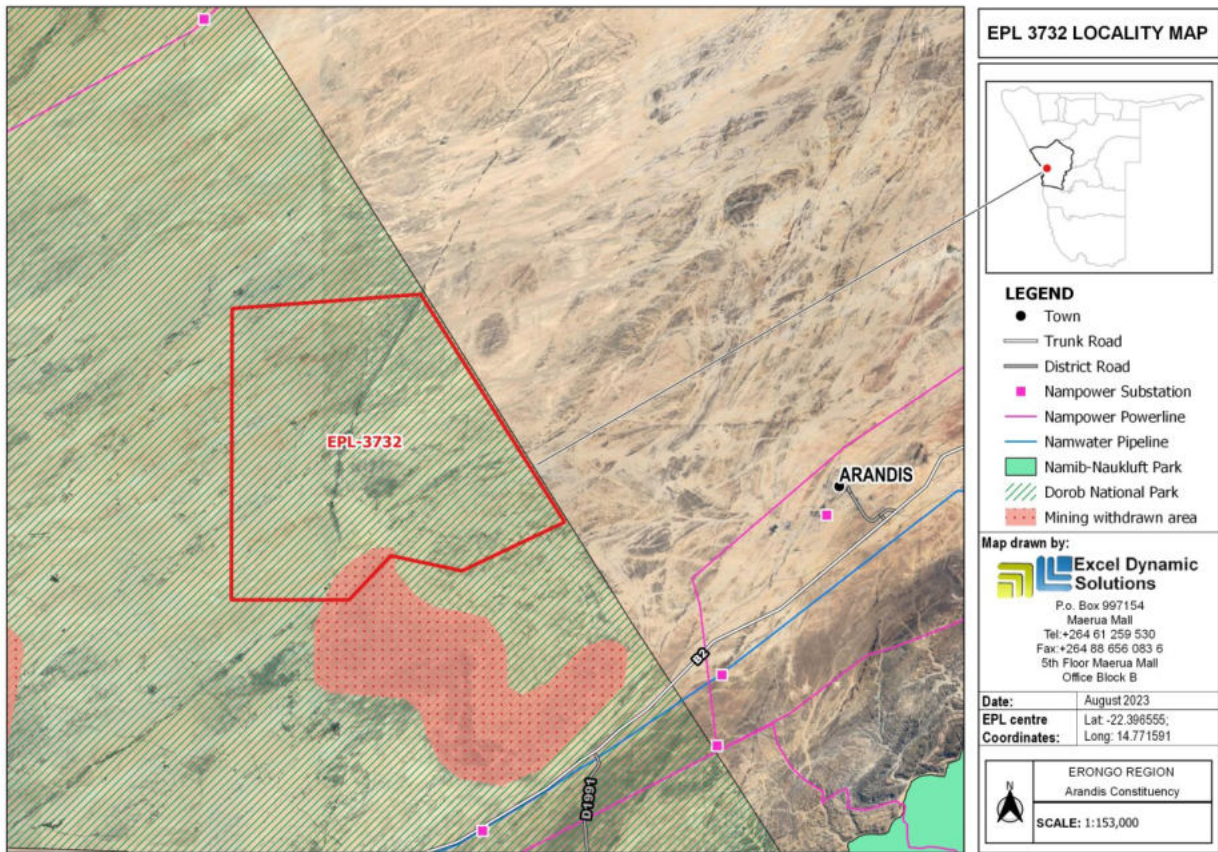 EPL 3732 LOCALITY MAP
EPL-3732
ARANDIS
B2
D1991
LEGEND
Town
Trunk Road
District Road
Nampower Substation
Nampower Powerline
Namwater Pipeline
Namib-Naukluft Park
Dorob National Park
Mining withdrawn area
Map drawn by:
Excel Dynamic
Solutions
P.o. Box 997154
Maerua Mall
Tel:+264 61 259 530
Fax:+264 88 656 083 6
5th Floor Maerua Mall
Office Block B
Date: August 2023
EPL centre Lat: -22.396555;
Coordinates: Long: 14.771591
N
ERONGO REGION
Arandis Constituency
SCALE: 1:153,000